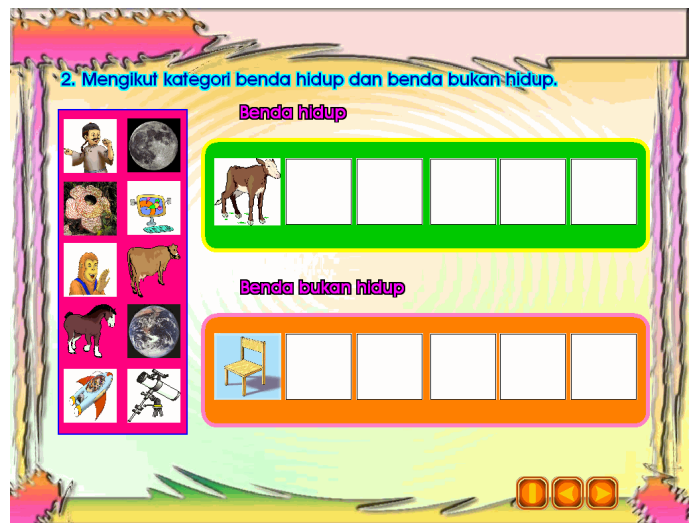 2. Mengikut kategori benda hidup dan benda bukan hidup.
Benda hidup
Benda bukan hidup